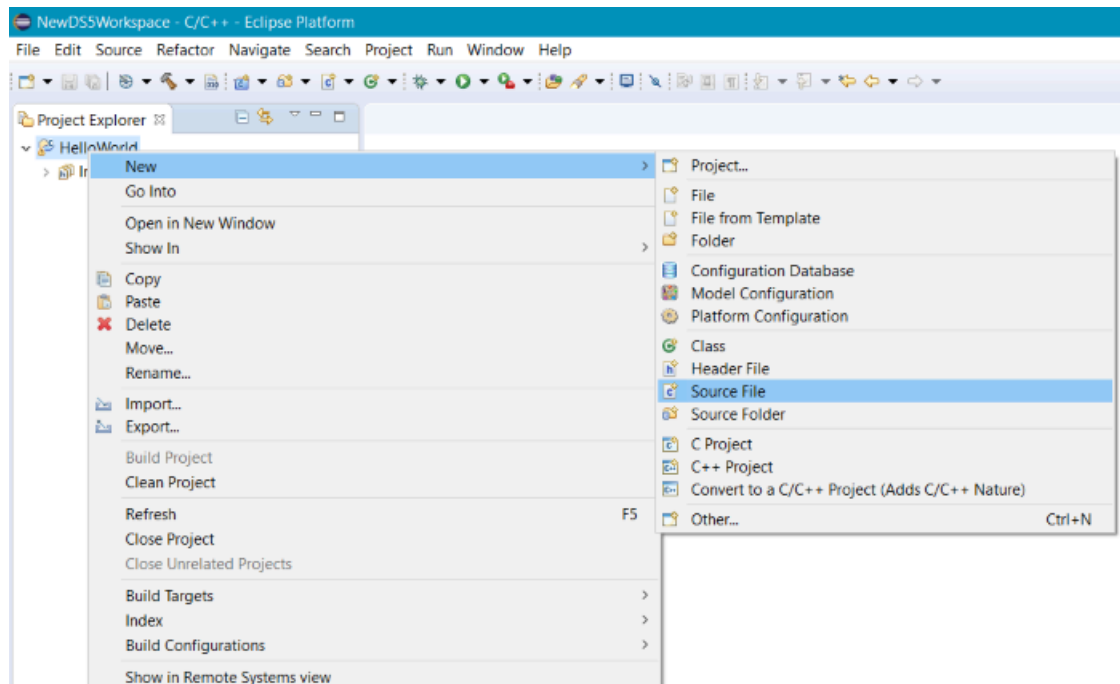 NewDS5Workspace - C/C++ - Eclipse Platform
File Edit Source Refactor Navigate Search Project Run Window Help
Project Explorer
HelloWorld
New
Go Into
Open in New Window
Show In
Copy
Paste
Delete
Move...
Rename...
Import...
Export...
Build Project
Clean Project
Refresh F5
Close Project
Close Unrelated Projects
Build Targets
Index
Build Configurations
Show in Remote Systems view
Project...
File
File from Template
Folder
Configuration Database
Model Configuration
Platform Configuration
Class
Header File
Source File
Source Folder
C Project
C++ Project
Convert to a C/C++ Project (Adds C/C++ Nature)
Other... Ctrl+N